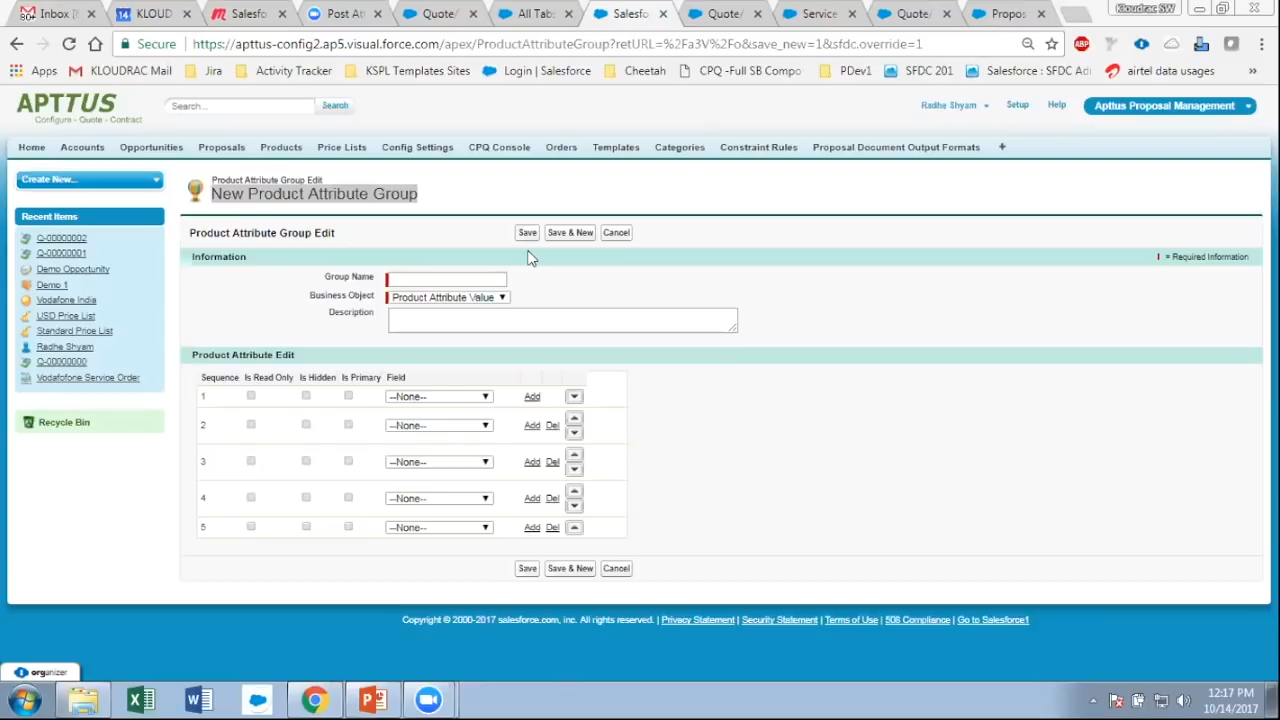 80+ Inbox (
14 KLOUD
Salesfo
Post Att
Quote/
All Tab:
Salesfo
Quote/
Service
Quote/
Propos
Kloudrac SW
Secure https://apttus-config2.ap5.visual.force.com/apex/ProductAttributeGroup?retURL=%2Fa3V%2Fo&save_new=1&sfdc.override=1
ABP
Apps KLOUDRAC Mail Jira Activity Tracker KSPL Templates Sites Login | Salesforce Cheetah CPQ -Full SB Compo PDev1 SFDC 201 Salesforce : SFDC Adi airtel data usages »
APTTUS
Configure - Quote - Contract
Search... Search
Radhe Shyam Setup Help Apttus Proposal Management
Home Accounts Opportunities Proposals Products Price Lists Config Settings CPQ Console Orders Templates Categories Constraint Rules Proposal Document Output Formats +
Create New...
Recent Items
Q-00000002
Q-00000001
Demo Opportunity
Demo 1
Vodafone India
USD Price List
Standard Price List
Radhe Shyam
Q-00000000
Vodafofone Service Order
Recycle Bin
Product Attribute Group Edit
New Product Attribute Group
Product Attribute Group Edit Save Save & New Cancel
Information = Required Information
Group Name
Business Object Product Attribute Value
Description
Product Attribute Edit
Sequence Is Read Only Is Hidden Is Primary Field
1 --None-- Add
2 --None-- Add Del
3 --None-- Add Del
4 --None-- Add Del
5 --None-- Add Del
Save Save & New Cancel
Copyright © 2000-2017 salesforce.com, inc. All rights reserved. | Privacy Statement | Security Statement | Terms of Use | 508 Compliance | Go to Salesforce1
organizer
12:17 PM
10/14/2017